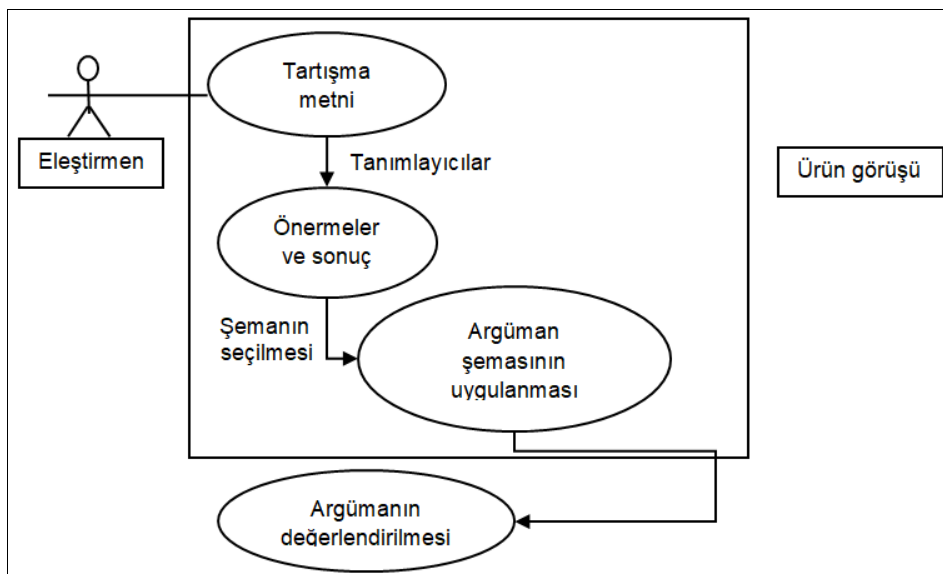 Tartışma
metni
Eleştirmen
Tanımlayıcılar
Ürün görüşü
Önermeler
ve sonuç
Şemanın
seçilmesi
Argüman
şemasının
uygulanması
Argümanın
değerlendirilmesi